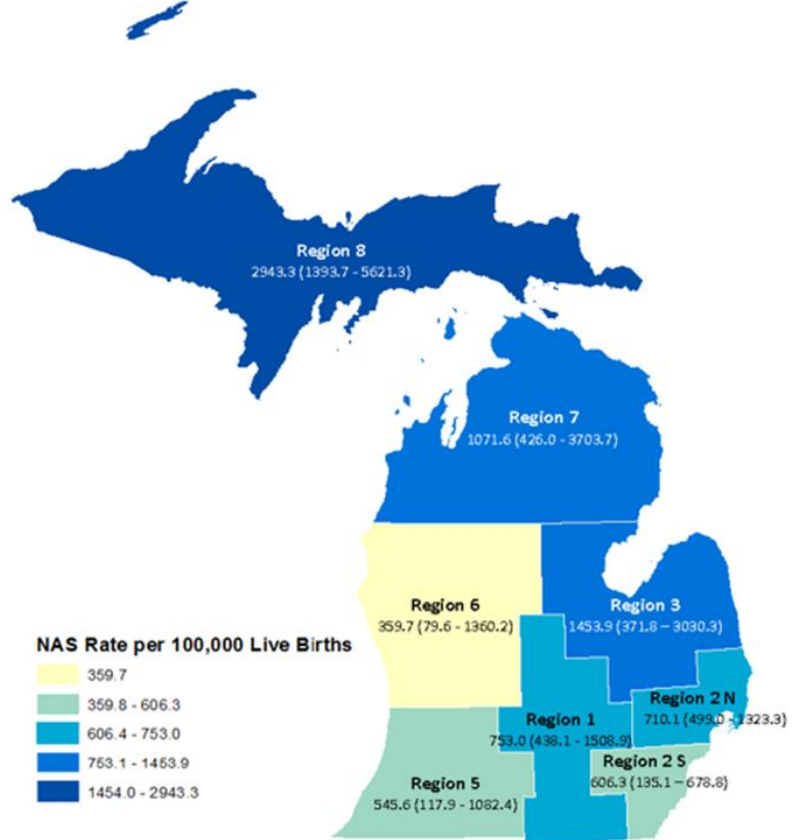 Region 8
2943.3 (1393.7 - 5621.3)
Region 7
1071.6 (426.0 - 3703.7)
Region 6
359.7 (79.6 - 1360.2)
Region 3
1453.9 (371.8 – 3030.3)
NAS Rate per 100,000 Live Births
359.7
359.8 - 606.3
606.4 - 753.0
753.1 - 1453.9
1454.0 - 2943.3
Region 2 N
710.1 (499.0 - 1323.3)
Region 1
753.0 (438.1 - 1508.9)
Region 2 S
606.3 (135.1 – 678.8)
Region 5
545.6 (117.9 - 1082.4)